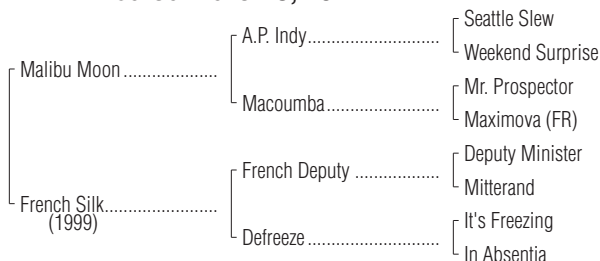 Seattle Slew
A.P. Indy
Weekend Surprise
Malibu Moon
Mr. Prospector
Macoumba
Maximova (FR)
Deputy Minister
French Deputy
Mitterand
French Silk
(1999)
It's Freezing
Defreeze
In Absentia